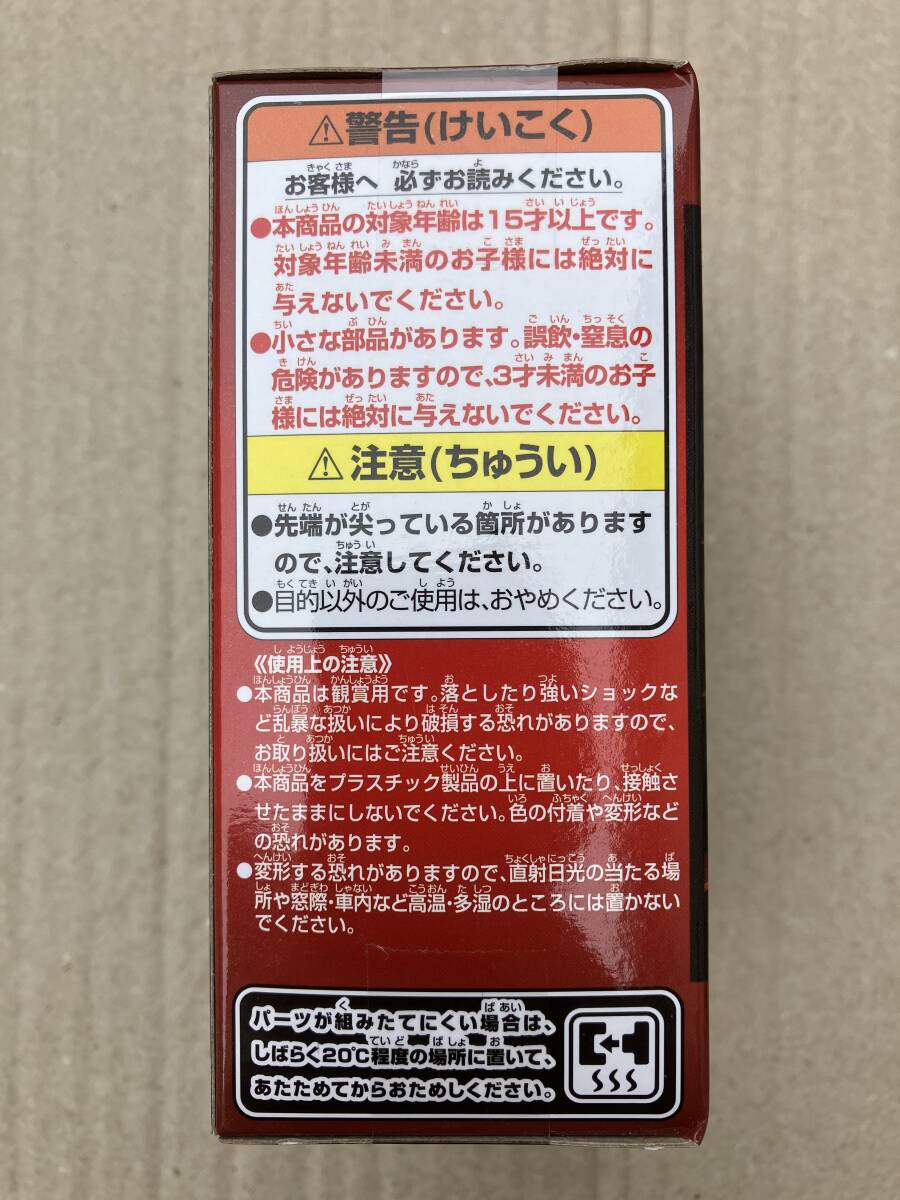 ⚠警告(けいこく)
お客様へ 必ずお読みください。
●本商品の対象年齢は15才以上です。
対象年齢未満のお子様には絶対に
与えないでください。
●小さな部品があります。誤飲・窒息の
危険がありますので、3才未満のお子
様には絶対に与えないでください。
⚠注意(ちゅうい)
●先端が尖っている箇所があります
ので、注意してください。
●目的以外のご使用は、おやめください。
《使用上の注意》
●本商品は観賞用です。落としたり強いショックな
ど乱暴な扱いにより破損する恐れがありますので、
お取り扱いにはご注意ください。
●本商品をプラスチック製品の上に置いたり、接触さ
せたままにしないでください。色の付着や変形など
の恐れがあります。
●変形する恐れがありますので、直射日光の当たる場
所や窓際・車内など高温・多湿のところには置かない
でください。
パーツが組みたてにくい場合は、
しばらく20℃程度の場所に置いて、
あたためてからおためしください。